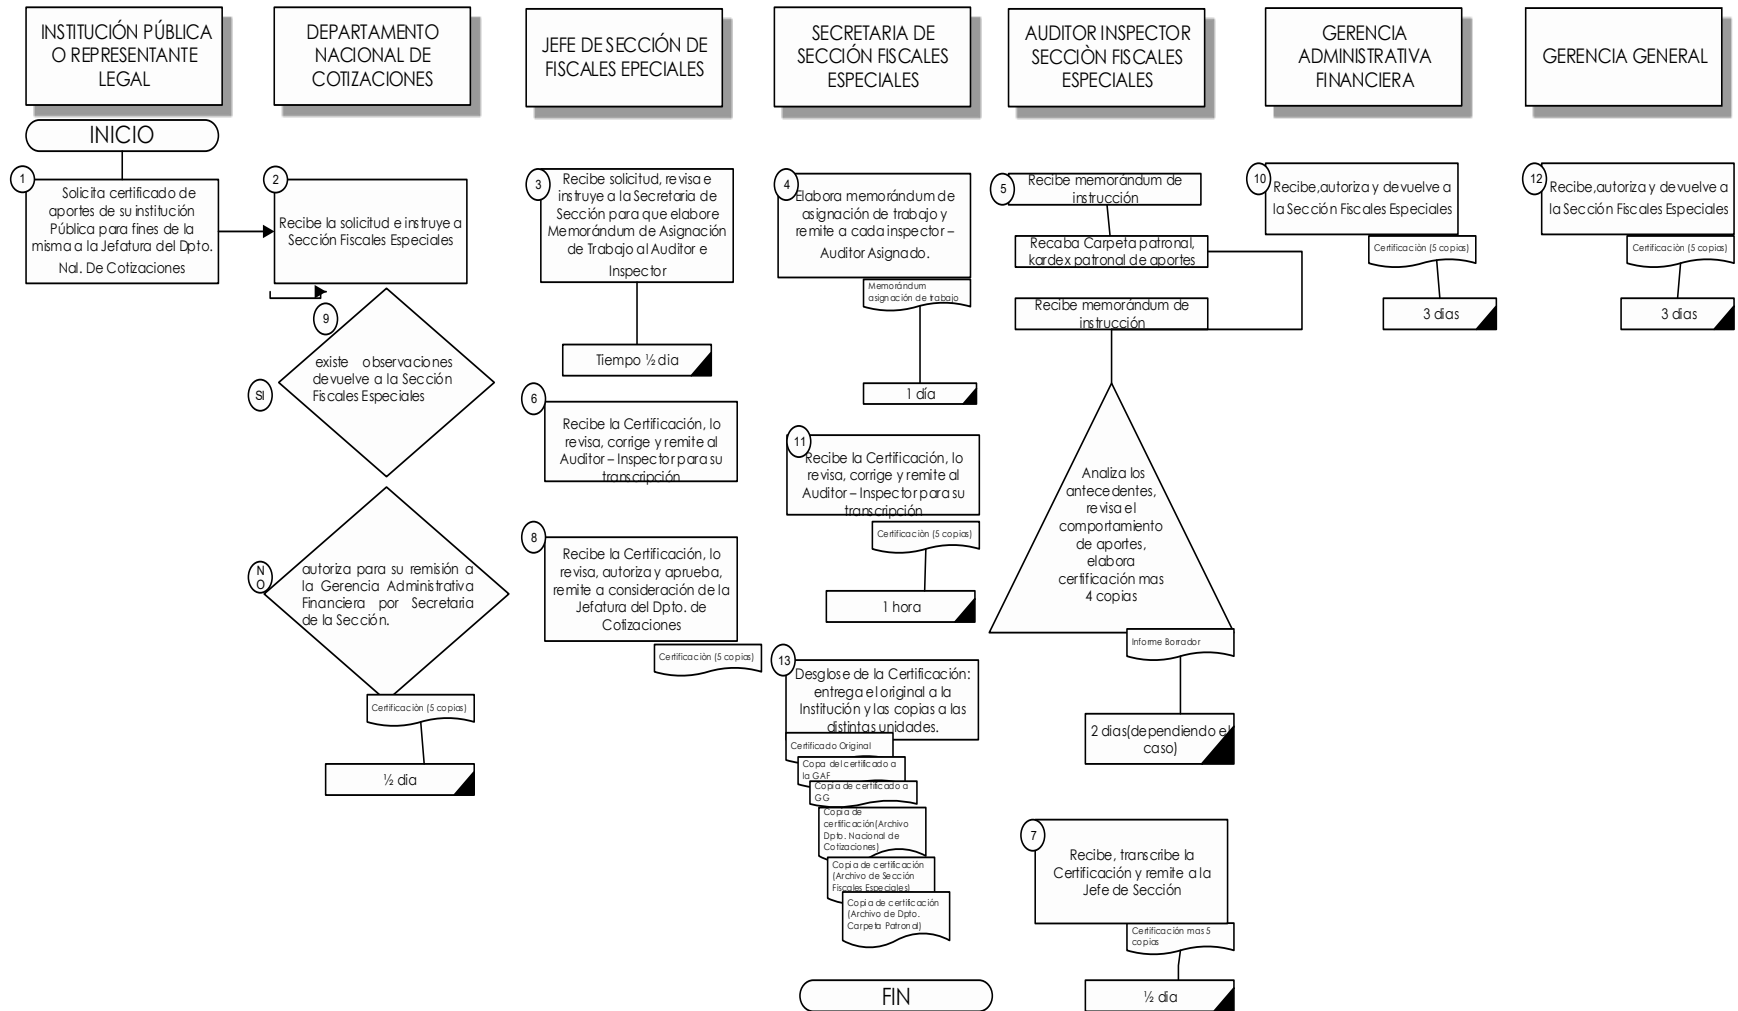 INSTITUCIÓN PÚBLICA
O REPRESENTANTE
LEGAL
DEPARTAMENTO
NACIONAL DE
COTIZACIONES
JEFE DE SECCIÓN DE
FISCALES EPECIALES
SECRETARIA DE
SECCIÓN FISCALES
ESPECIALES
AUDITOR INSPECTOR
SECCIÒN FISCALES
ESPECIALES
GERENCIA
ADMINISTRATIVA
FINANCIERA
GERENCIA GENERAL
INICIO
1
Solicita certificado de
aportes de su institución
Pública para fines de la
misma a la Jefatura del Dpto.
Nal. De Cotizaciones
2
Recibe la solicitud e instruye a
Sección Fiscales Especiales
9
existe observaciones
devuelve a la Sección
Fiscales Especiales
SI
NO
autoriza para su remisión a
la Gerencia Administrativa
Financiera por Secretaria
de la Sección.
Certificación (5 copias)
½ dia
3
Recibe solicitud, revisa e
instruye a la Secretaria de
Sección para que elabore
Memorándum de Asignación
de Trabajo al Auditor e
Inspector
Tiempo ½ dia
6
Recibe la Certificación, lo
revisa, corrige y remite al
Auditor – Inspector para su
transcripción
8
Recibe la Certificación, lo
revisa, autoriza y aprueba,
remite a consideración de la
Jefatura del Dpto. de
Cotizaciones
Certificación (5 copias)
4
Elabora memorándum de
asignación de trabajo y
remite a cada inspector –
Auditor Asignado.
Memorándum
asignación de trabajo
1 día
11
Recibe la Certificación, lo
revisa, corrige y remite al
Auditor – Inspector para su
transcripción
Certificación (5 copias)
1 hora
13
Desglose de la Certificación:
entrega el original a la
Institución y las copias a las
distintas unidades.
Certificado Original
Copa del certificado a
la GAF
Copia de certificado a
GG
Copia de
certificación(Archivo
Dpto. Nacional de
Cotizaciones)
Copia de certificación
(Archivo de Sección
Fiscales Especiales)
Copia de certificación
(Archivo de Dpto.
Carpeta Patronal)
FIN
5
Recibe memorándum de
instrucción
Recaba Carpeta patronal,
kardex patronal de aportes
Recibe memorándum de
instrucción
Analiza los
antecedentes,
revisa el
comportamiento
de aportes,
elabora
certificación mas
4 copias
Informe Borrador
2 dias(dependiendo el
caso)
7
Recibe, transcribe la
Certificación y remite a la
Jefe de Sección
Certificación mas 5
copias
½ dia
10
Recibe,autoriza y devuelve a
la Sección Fiscales Especiales
Certificación (5 copias)
3 dias
12
Recibe,autoriza y devuelve a
la Sección Fiscales Especiales
Certificación (5 copias)
3 dias